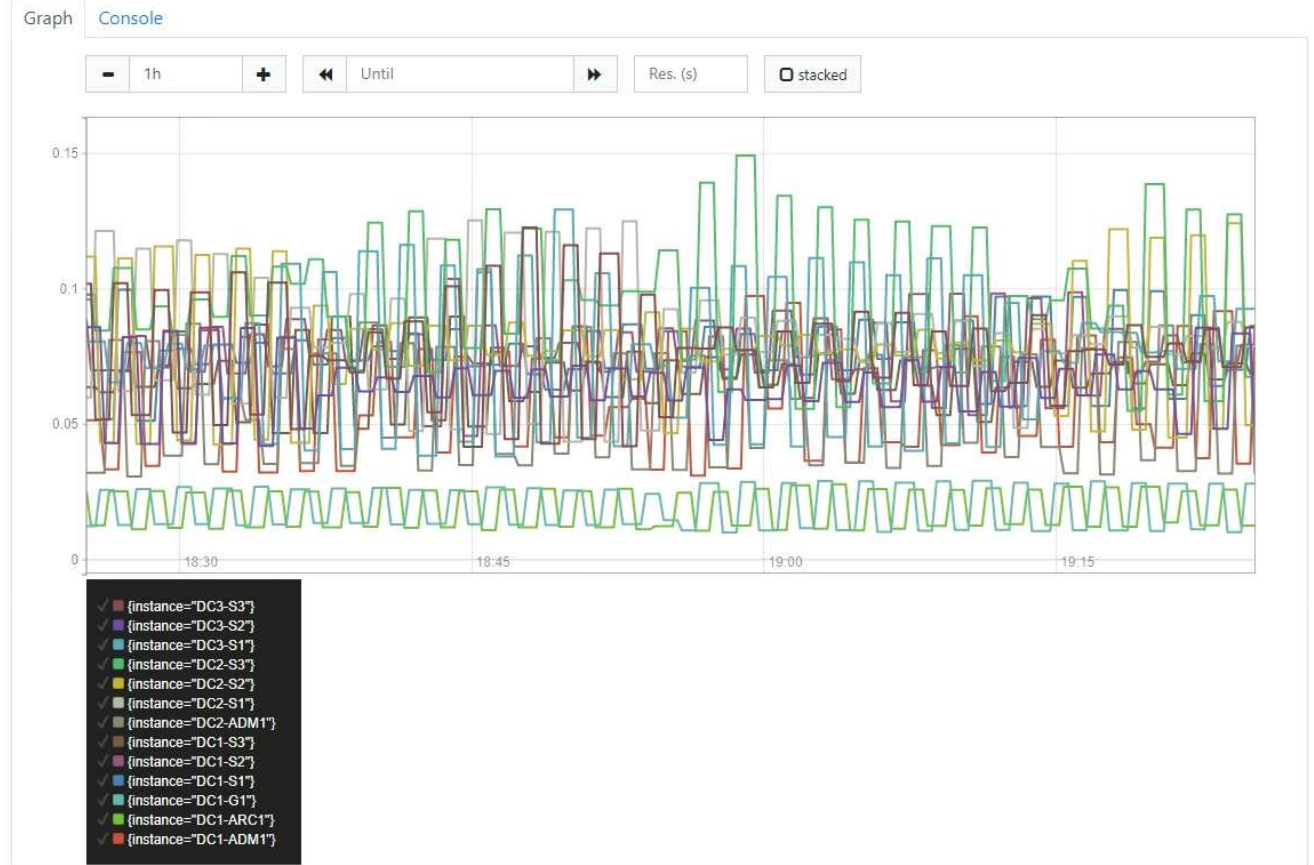 Graph Console
1h Until Res. (s) stacked
0.15
0.1
0.05
0
18:30 18:45 19:00 19:15
{instance="DC3-S3"}
{instance="DC3-S2"}
{instance="DC3-S1"}
{instance="DC2-S3"}
{instance="DC2-S2"}
{instance="DC2-S1"}
{instance="DC2-ADM1"}
{instance="DC1-S3"}
{instance="DC1-S2"}
{instance="DC1-S1"}
{instance="DC1-G1"}
{instance="DC1-ARC1"}
{instance="DC1-ADM1"}